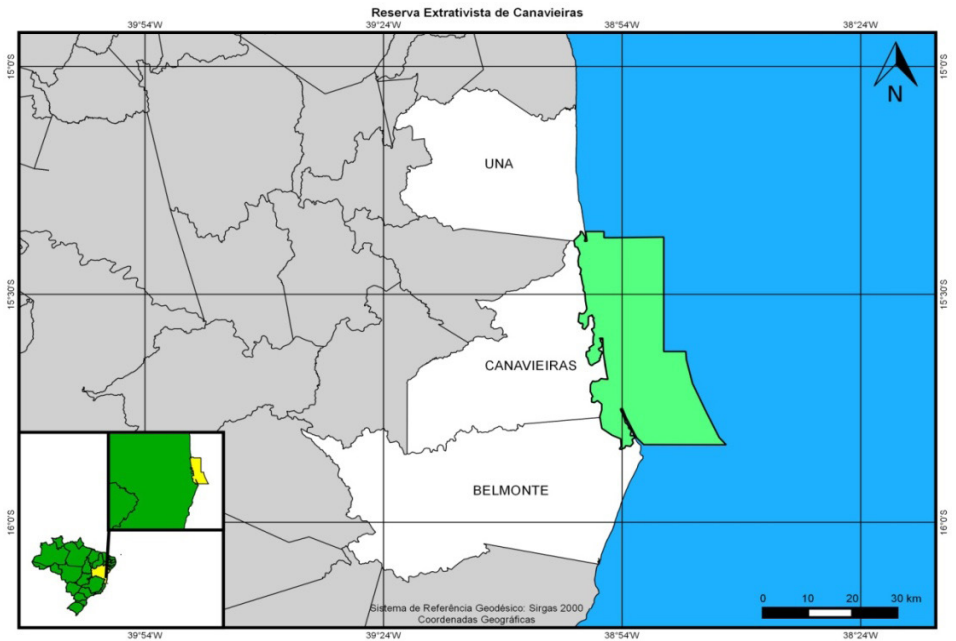 Reserva Extrativista de Canavieiras
39°54'W 39°24'W 38°54'W 38°24'W
15°0'S 15°0'S
UNA
N
15°30'S 15°30'S
CANAVIEIRAS
BELMONTE
16°0'S 16°0'S
0 10 20 30 km
Sistema de Referência Geodésico: Sirgas 2000
Coordenadas Geográficas
39°54'W 39°24'W 38°54'W 38°24'W